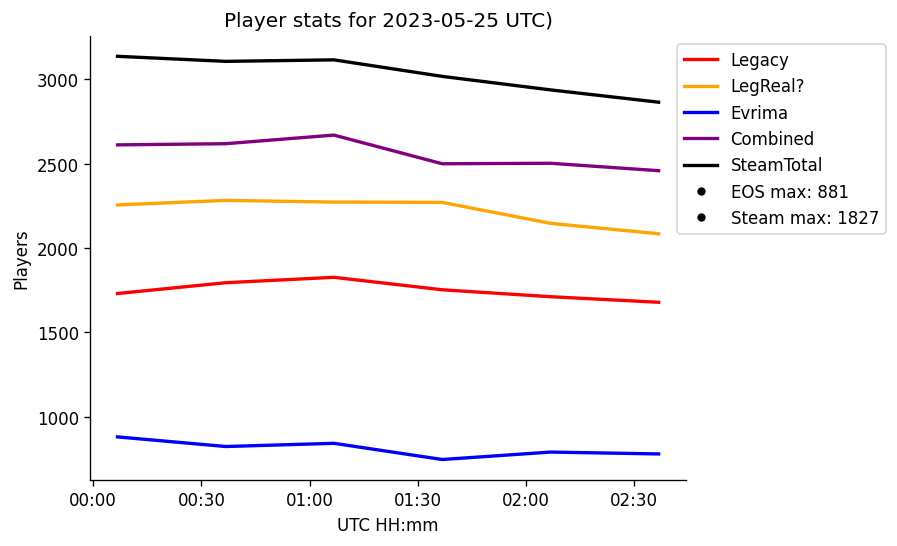 Player stats for 2023-05-25 UTC)
Legacy
LegReal?
Evrima
Combined
SteamTotal
EOS max: 881
Steam max: 1827
Players
3000
2500
2000
1500
1000
00:00
00:30
01:00
01:30
02:00
02:30
UTC HH:mm